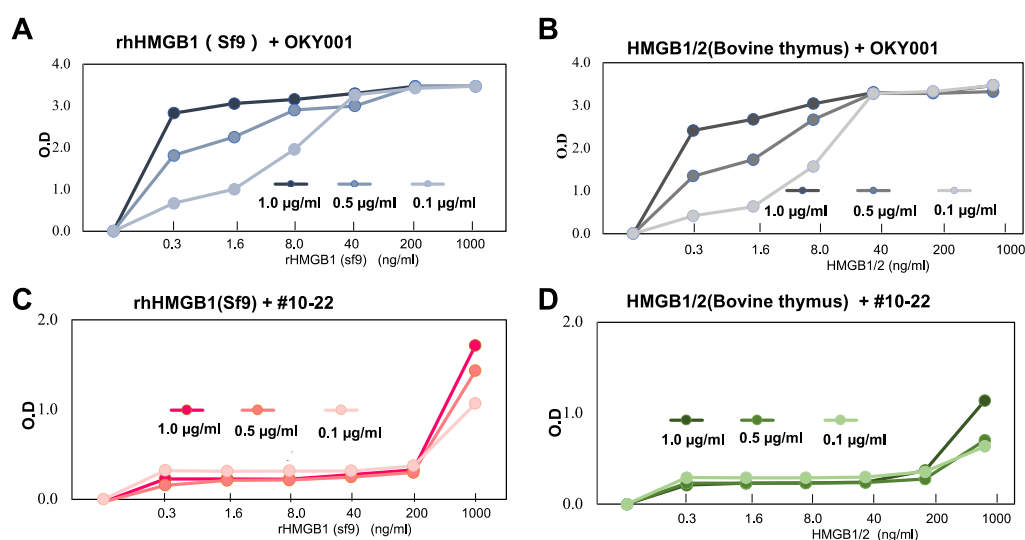 A
rhHMGB1 ( Sf9 ) + OKY001
4.0
3.0
2.0
1.0
0.0
O.D
1.0 µg/ml 0.5 µg/ml 0.1 µg/ml
0.3 1.6 8.0 40 200 1000
rHMGB1 (sf9) (ng/ml)
B
HMGB1/2(Bovine thymus) + OKY001
4.0
3.0
2.0
1.0
0.0
O.D
1.0 µg/ml 0.5 µg/ml 0.1 µg/ml
0.3 1.6 8.0 40 200 1000
HMGB1/2 (ng/ml)
C
rhHMGB1(Sf9) + #10-22
2.0
1.0
0.0
O.D
1.0 µg/ml 0.5 µg/ml 0.1 µg/ml
0.3 1.6 8.0 40 200 1000
rHMGB1 (sf9) (ng/ml)
D
HMGB1/2(Bovine thymus) + #10-22
2.0
1.0
0.0
O.D
1.0 µg/ml 0.5 µg/ml 0.1 µg/ml
0.3 1.6 8.0 40 200 1000
HMGB1/2 (ng/ml)